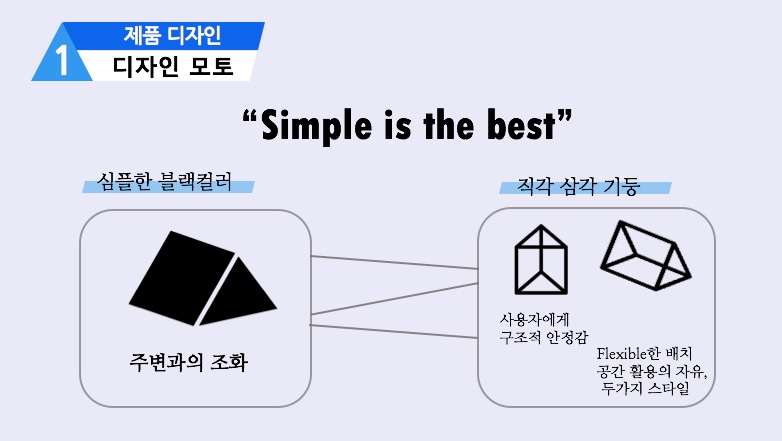 제품 디자인
1
디자인 모토
“Simple is the best”
심플한 블랙컬러
직각 삼각 기둥
주변과의 조화
사용자에게
구조적 안정감
Flexible한 배치
공간 활용의 자유,
두가지 스타일